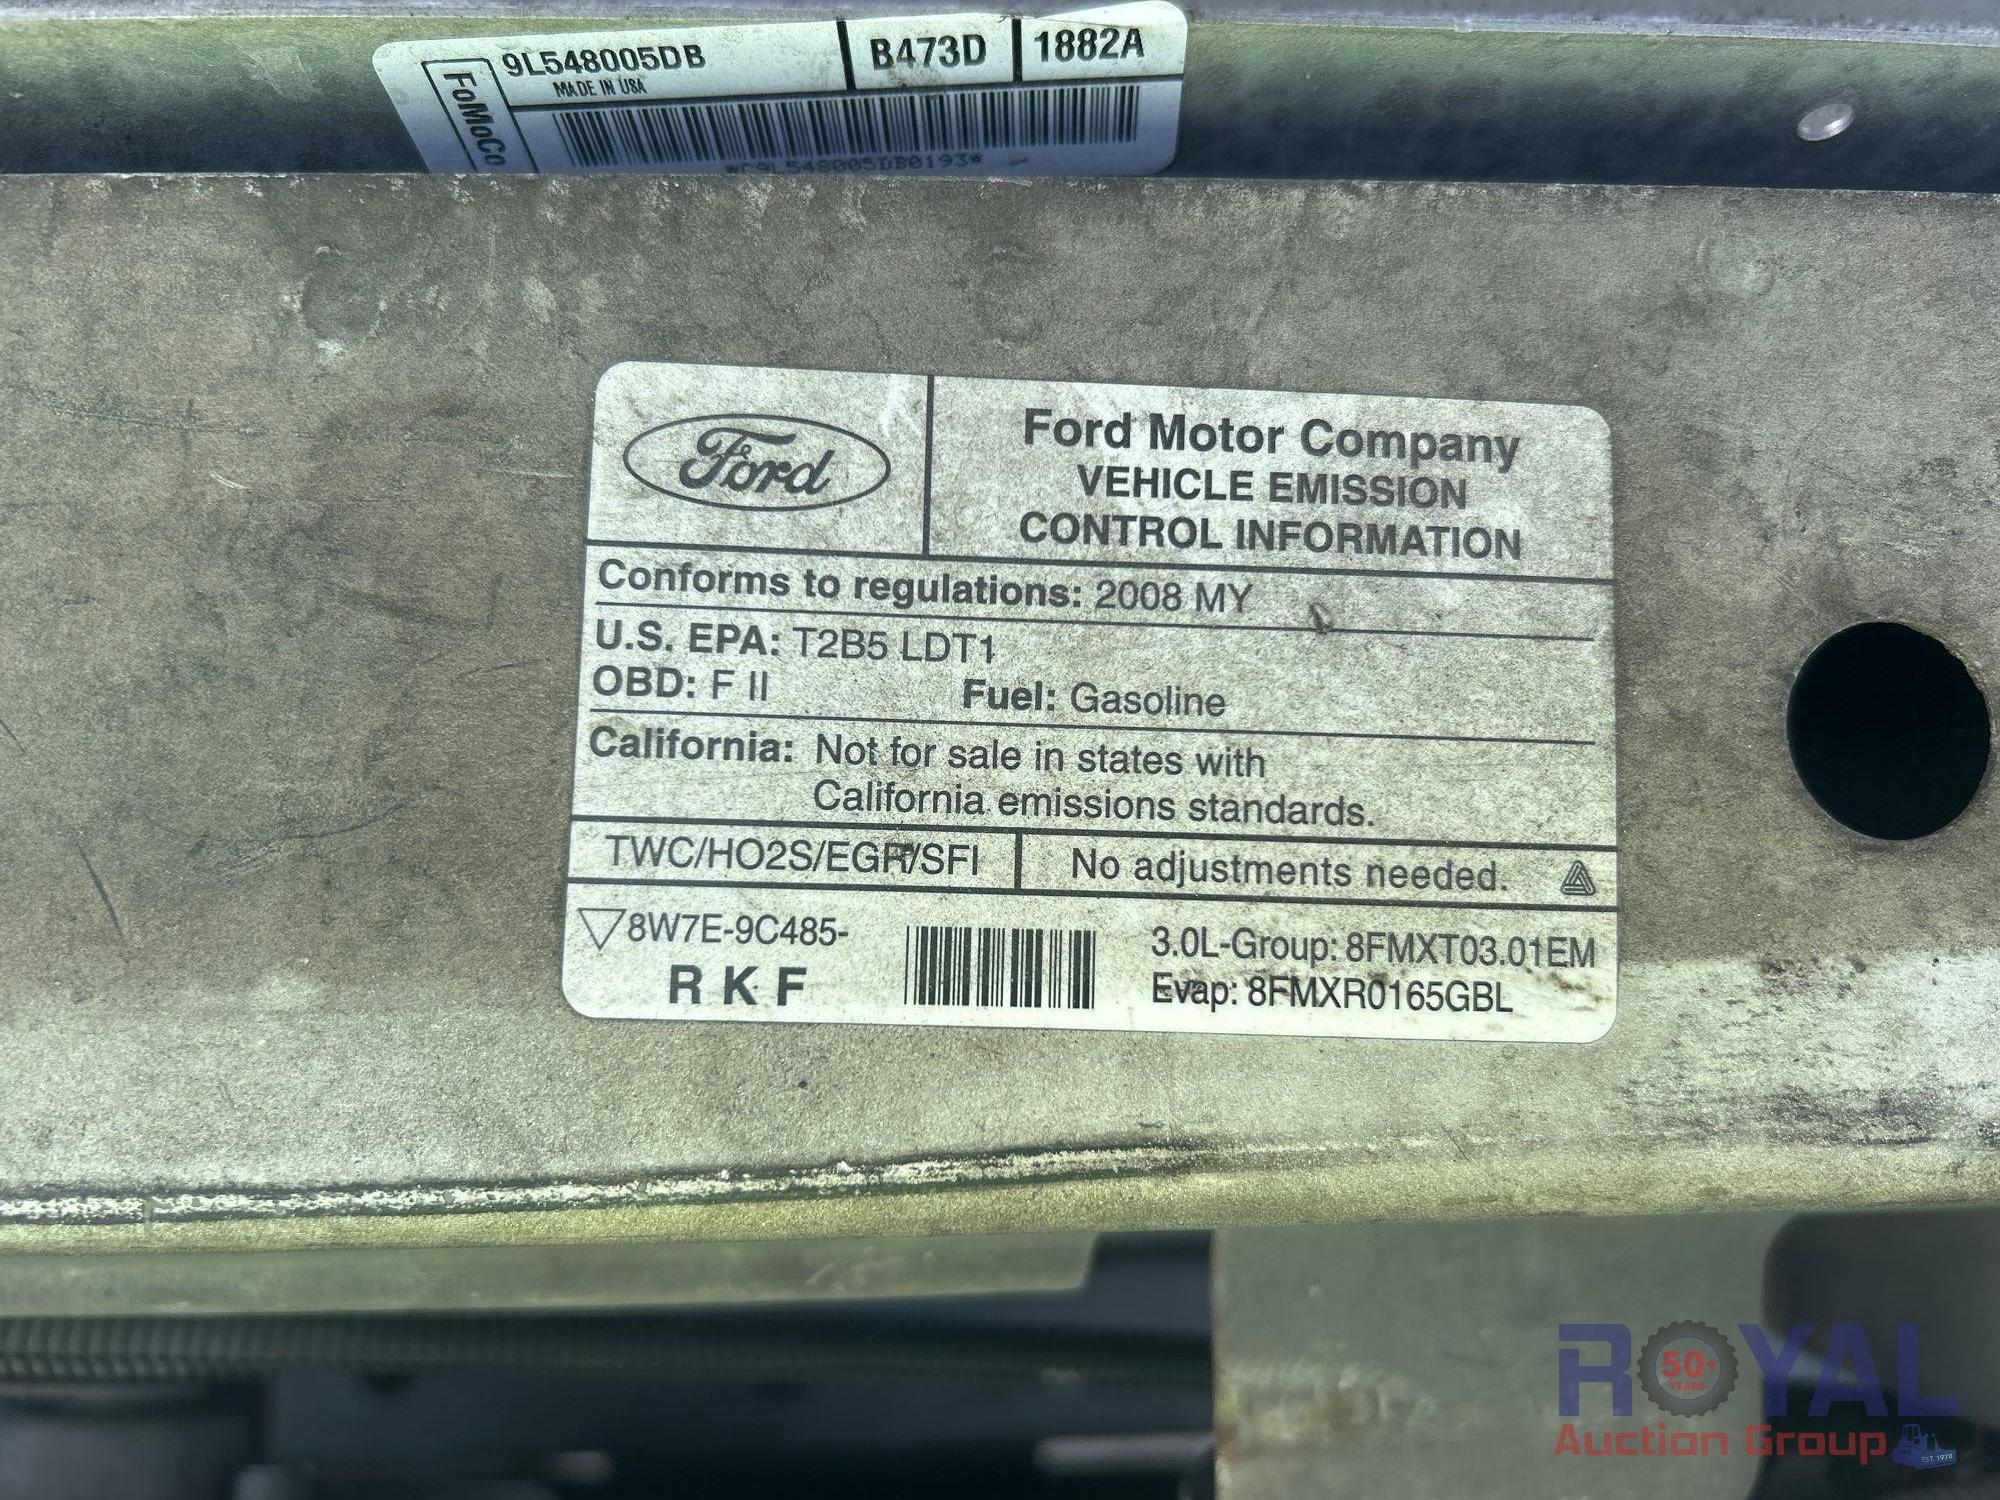 FoMoCo
9L548005DB
MADE IN USA
B473D
1882A
*C9L548005DB0193*
Ford
Ford Motor Company
VEHICLE EMISSION
CONTROL INFORMATION
Conforms to regulations: 2008 MY
U.S. EPA: T2B5 LDT1
OBD: F II Fuel: Gasoline
California: Not for sale in states with
California emissions standards.
TWC/HO2S/EGR/SFI
No adjustments needed.
8W7E-9C485-
R K F
3.0L-Group: 8FMXT03.01EM
Evap: 8FMXR0165GBL
ROYAL
50+
YEARS
Auction Group
EST. 1970